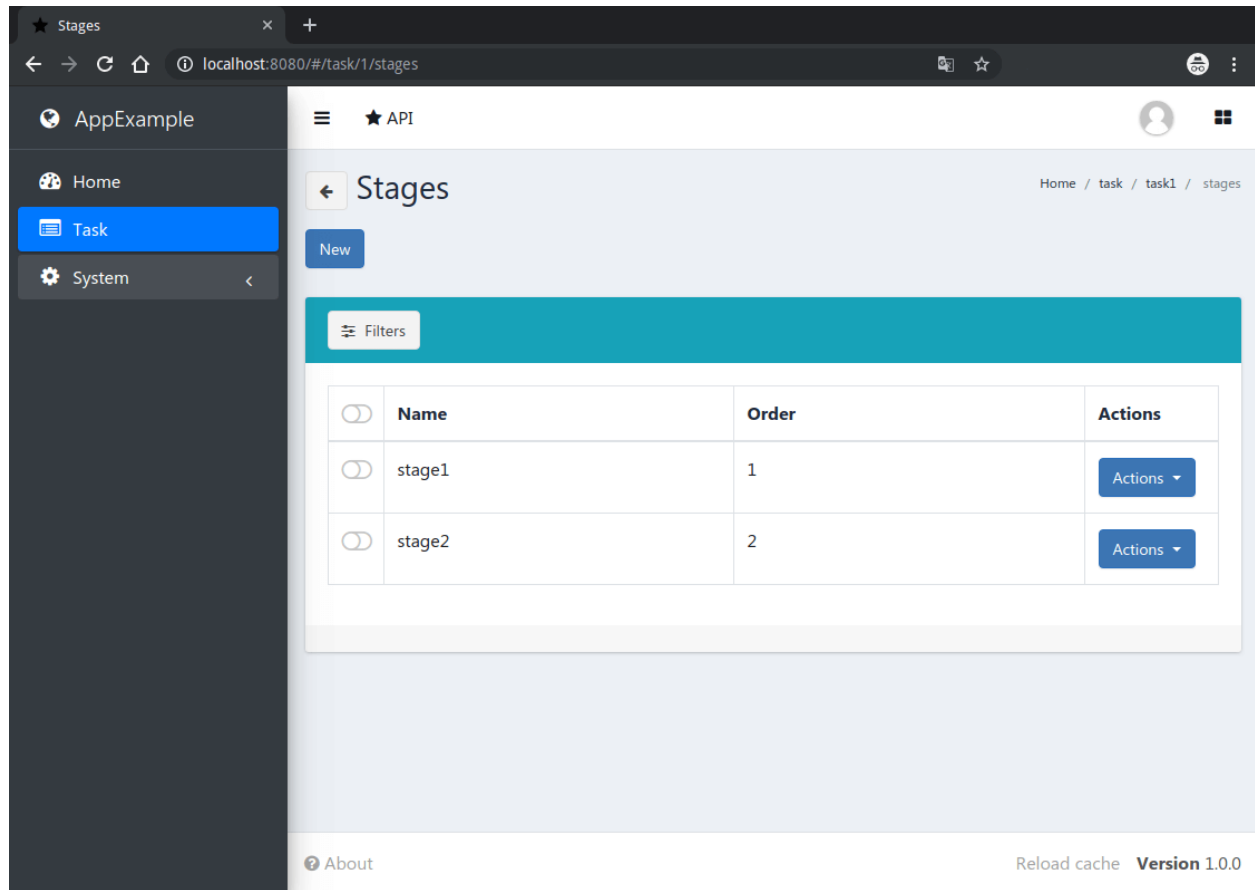 Stages
localhost:8080/#/task/1/stages
AppExample
API
Home
Task
System
Stages
Home / task / task1 / stages
New
Filters
Name Order Actions
stage1 1 Actions
stage2 2 Actions
About
Reload cache Version 1.0.0